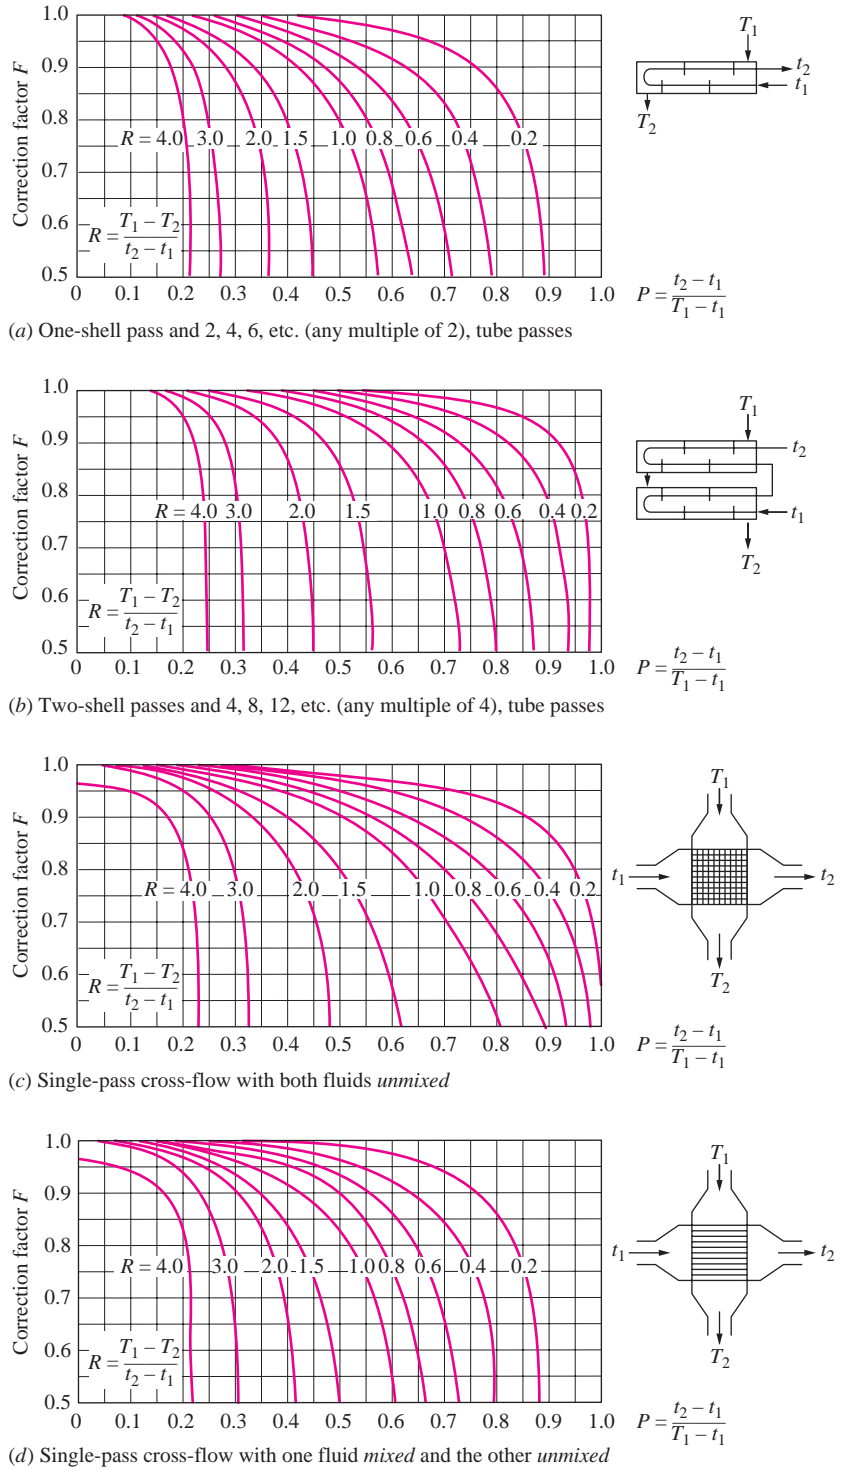 Correction factor F
1.0
0.9
0.8
0.7
0.6
0.5
R = 4.0 3.0 2.0 1.5 1.0 0.8 0.6 0.4 0.2
R = T1 − T2 / t2 − t1
0 0.1 0.2 0.3 0.4 0.5 0.6 0.7 0.8 0.9 1.0
T1
t2
t1
T2
P = t2 − t1 / T1 − t1
(a) One-shell pass and 2, 4, 6, etc. (any multiple of 2), tube passes
Correction factor F
1.0
0.9
0.8
0.7
0.6
0.5
R = 4.0 3.0 2.0 1.5 1.0 0.8 0.6 0.4 0.2
R = T1 − T2 / t2 − t1
0 0.1 0.2 0.3 0.4 0.5 0.6 0.7 0.8 0.9 1.0
T1
t2
t1
T2
P = t2 − t1 / T1 − t1
(b) Two-shell passes and 4, 8, 12, etc. (any multiple of 4), tube passes
Correction factor F
1.0
0.9
0.8
0.7
0.6
0.5
R = 4.0 3.0 2.0 1.5 1.0 0.8 0.6 0.4 0.2
R = T1 − T2 / t2 − t1
0 0.1 0.2 0.3 0.4 0.5 0.6 0.7 0.8 0.9 1.0
T1
t1
t2
T2
P = t2 − t1 / T1 − t1
(c) Single-pass cross-flow with both fluids unmixed
Correction factor F
1.0
0.9
0.8
0.7
0.6
0.5
R = 4.0 3.0 2.0 1.5 1.0 0.8 0.6 0.4 0.2
R = T1 − T2 / t2 − t1
0 0.1 0.2 0.3 0.4 0.5 0.6 0.7 0.8 0.9 1.0
T1
t1
t2
T2
P = t2 − t1 / T1 − t1
(d) Single-pass cross-flow with one fluid mixed and the other unmixed